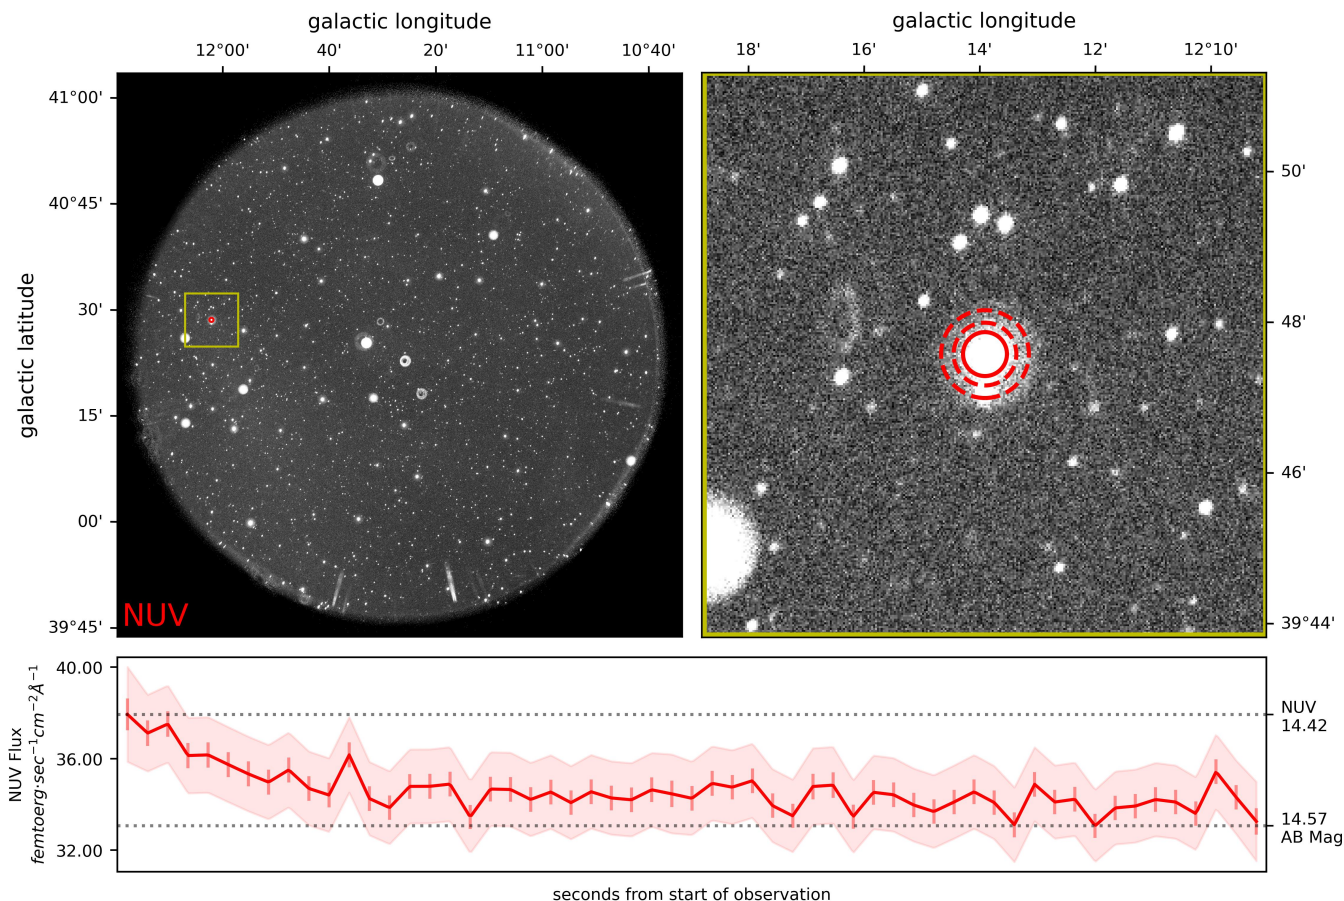 galactic longitude
12°00' 40' 20' 11°00' 10°40'
galactic longitude
18' 16' 14' 12' 12°10'
galactic latitude
41°00'
40°45'
30'
15'
00'
39°45'
NUV
50'
48'
46'
39°44'
NUV Flux
femtoerg·sec⁻¹cm⁻²Å⁻¹
40.00
36.00
32.00
NUV
14.42
14.57
AB Mag
seconds from start of observation